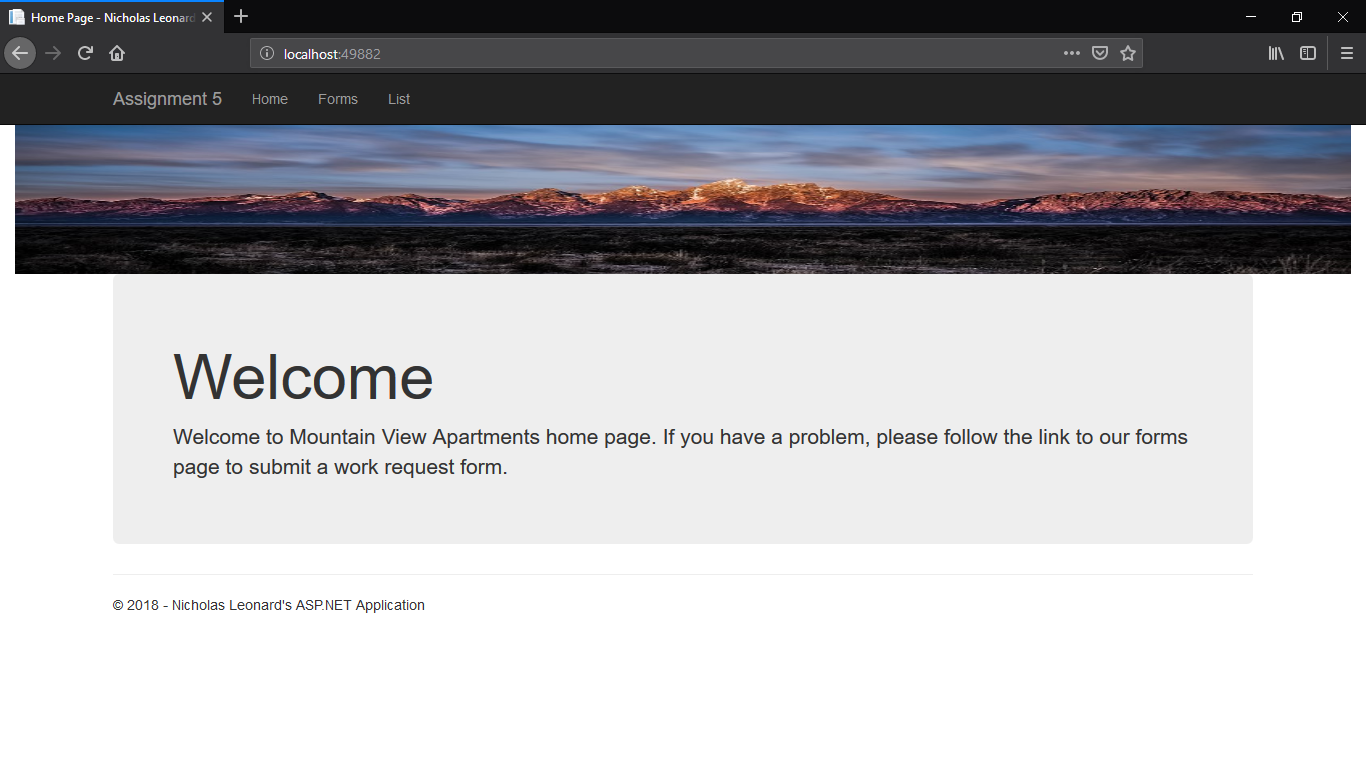 Home Page - Nicholas Leonard
localhost:49882
Assignment 5 Home Forms List
Welcome
Welcome to Mountain View Apartments home page. If you have a problem, please follow the link to our forms
page to submit a work request form.
© 2018 - Nicholas Leonard's ASP.NET Application